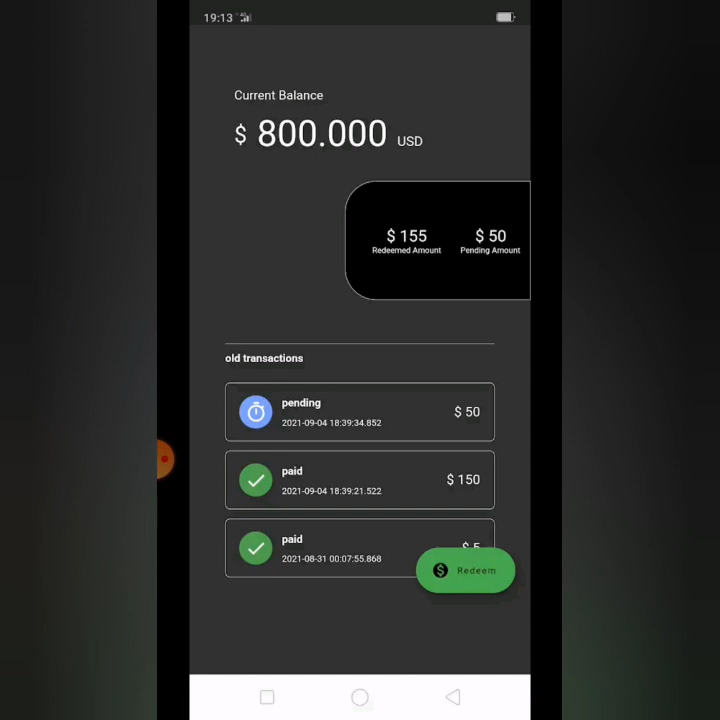 19:13 4G
Current Balance
$ 800.000 USD
$ 155 $ 50
Redeemed Amount Pending Amount
old transactions
pending
2021-09-04 18:39:34.852
$ 50
paid
2021-09-04 18:39:21.522
$ 150
paid
2021-08-31 00:07:55.868
$ 5
$ Redeem